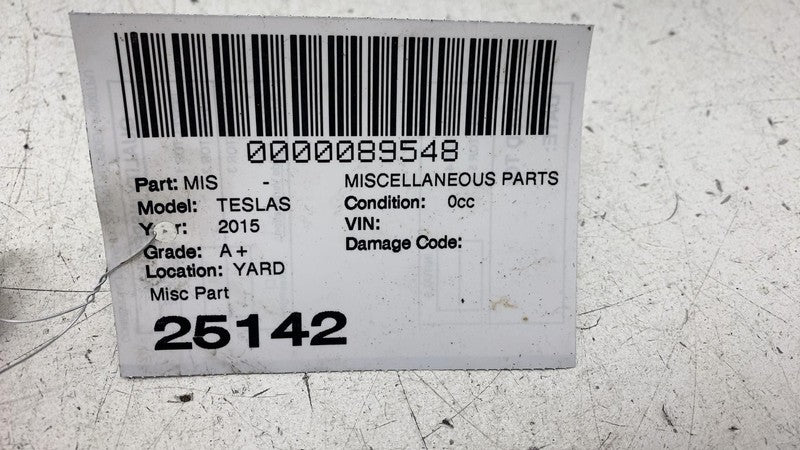 0000089548
Part: MIS - MISCELLANEOUS PARTS
Model: TESLAS Condition: 0cc
Year: 2015 VIN:
Grade: A+ Damage Code:
Location: YARD
Misc Part
25142